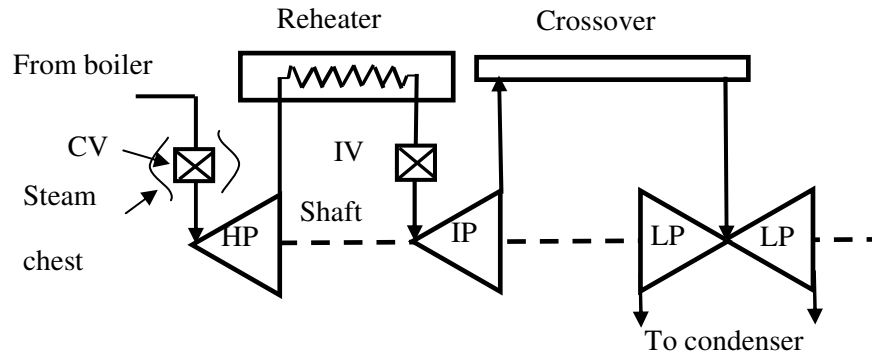 Reheater
Crossover
From boiler
CV
IV
Steam
chest
Shaft
HP
IP
LP
LP
To condenser